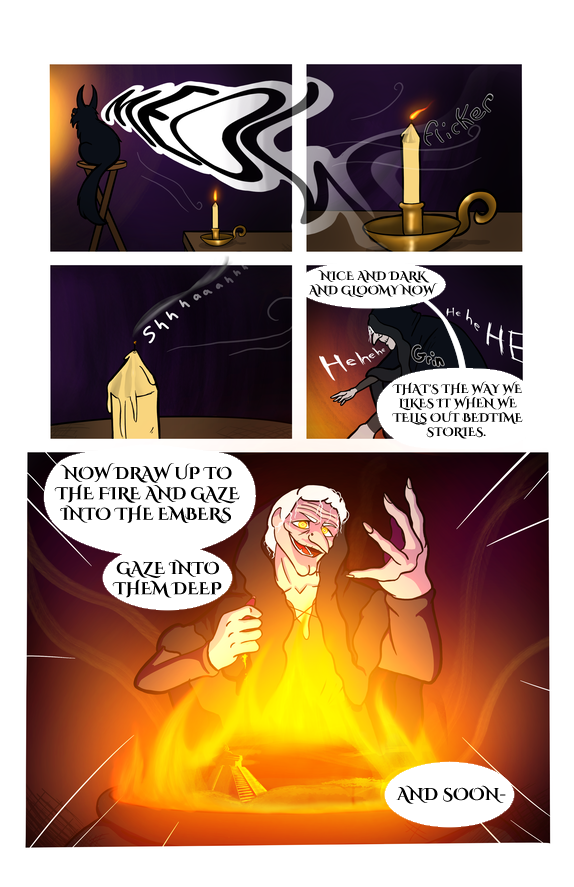 MEOW
flicker
Shhhaaaahhh
NICE AND DARK
AND GLOOMY NOW
He he HE
Hehehe
Grin
THAT'S THE WAY WE
LIKES IT WHEN WE
TELLS OUT BEDTIME
STORIES.
NOW DRAW UP TO
THE FIRE AND GAZE
INTO THE EMBERS
GAZE INTO
THEM DEEP
AND SOON-